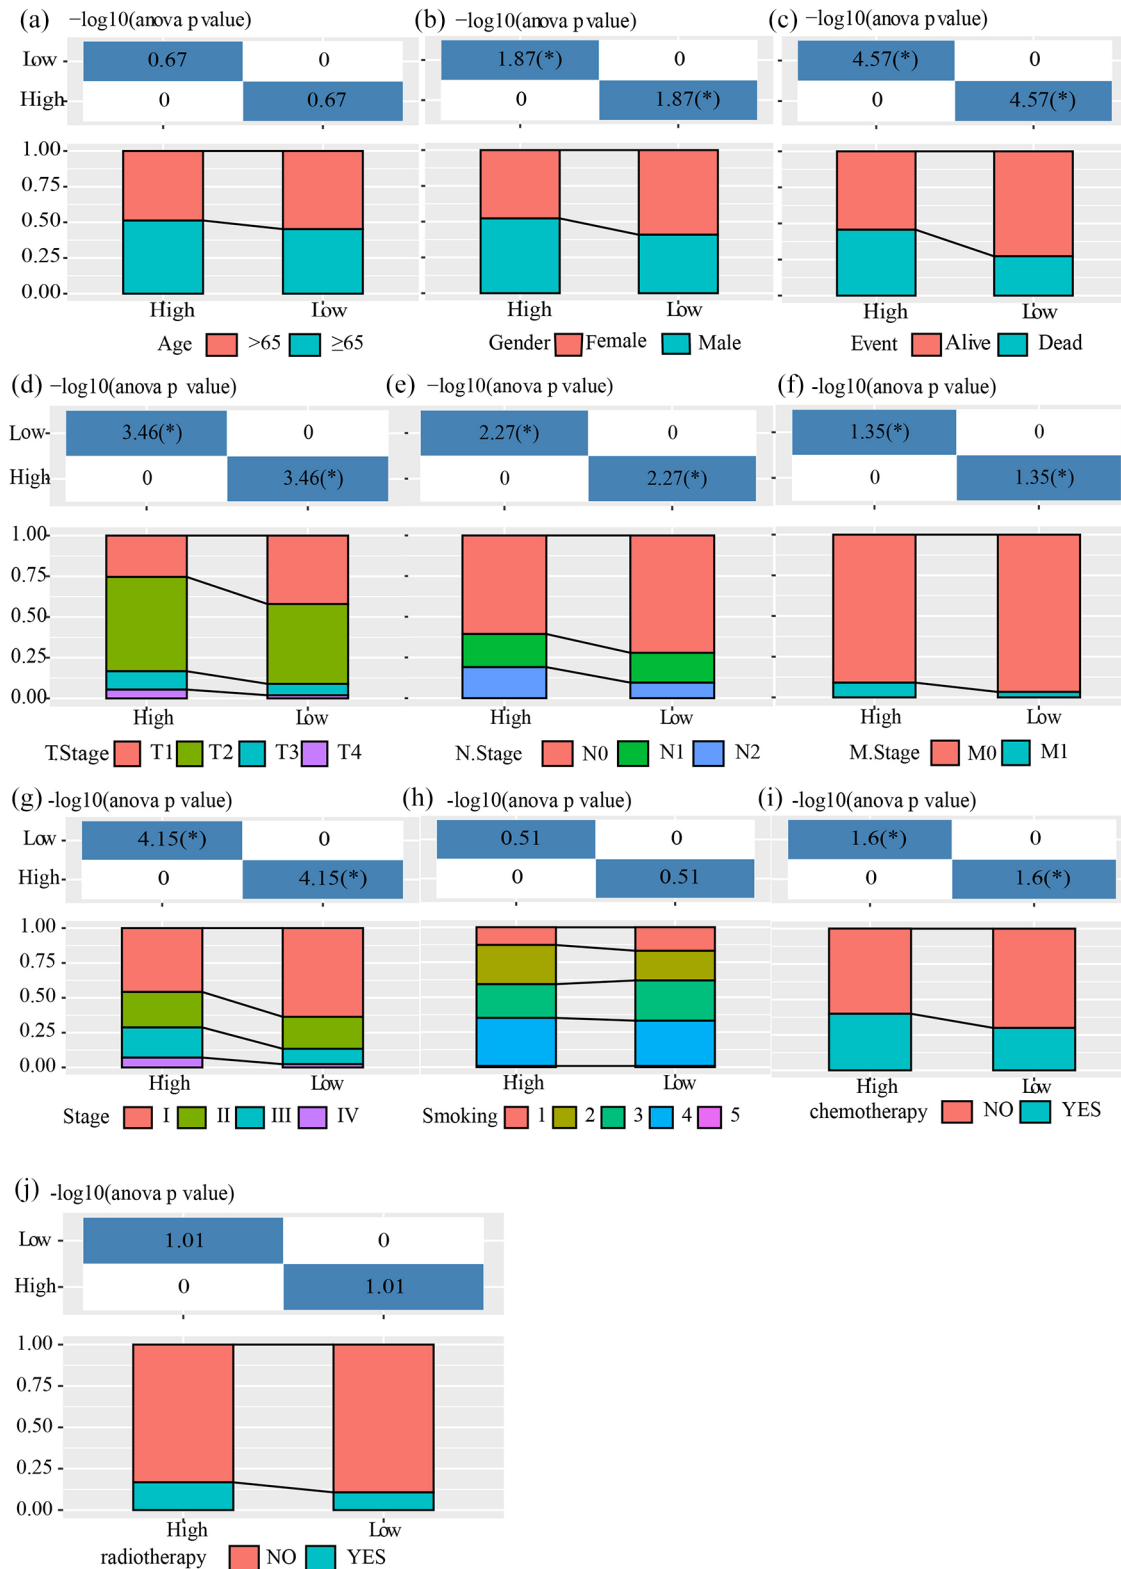 (a) −log10(anova p value)
Low 0.67 0
High 0 0.67
1.00
0.75
0.50
0.25
0.00
High Low
Age >65 ≥65
(b) −log10(anova p value)
1.87(*) 0
0 1.87(*)
High Low
Gender Female Male
(c) −log10(anova p value)
4.57(*) 0
0 4.57(*)
High Low
Event Alive Dead
(d) −log10(anova p value)
Low 3.46(*) 0
High 0 3.46(*)
1.00
0.75
0.50
0.25
0.00
High Low
T.Stage T1 T2 T3 T4
(e) −log10(anova p value)
2.27(*) 0
0 2.27(*)
High Low
N.Stage N0 N1 N2
(f) -log10(anova p value)
1.35(*) 0
0 1.35(*)
High Low
M.Stage M0 M1
(g) -log10(anova p value)
Low 4.15(*) 0
High 0 4.15(*)
1.00
0.75
0.50
0.25
0.00
High Low
Stage I II III IV
(h) -log10(anova p value)
0.51 0
0 0.51
High Low
Smoking 1 2 3 4 5
(i) -log10(anova p value)
1.6(*) 0
0 1.6(*)
High Low
chemotherapy NO YES
(j) -log10(anova p value)
Low 1.01 0
High 0 1.01
1.00
0.75
0.50
0.25
0.00
High Low
radiotherapy NO YES